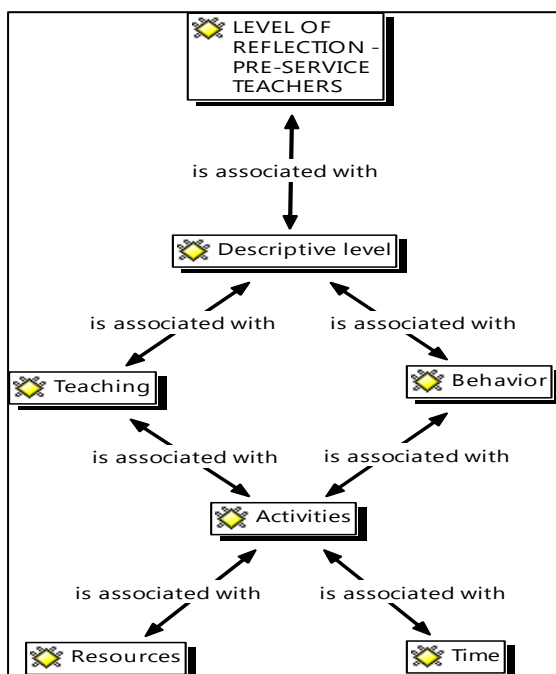 LEVEL OF
REFLECTION -
PRE-SERVICE
TEACHERS
is associated with
Descriptive level
is associated with
is associated with
Teaching
Behavior
is associated with
is associated with
Activities
is associated with
is associated with
Resources
Time